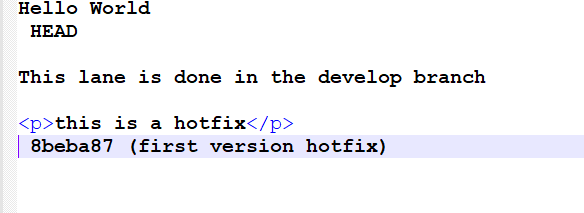 Hello World
HEAD
This lane is done in the develop branch
<p>this is a hotfix</p>
8beba87 (first version hotfix)